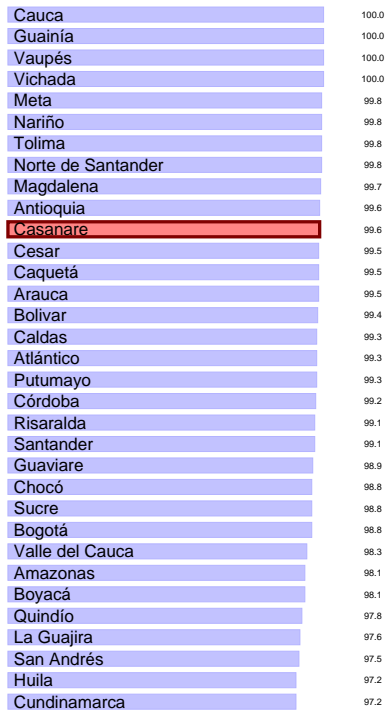 Cauca 100.0
Guainía 100.0
Vaupés 100.0
Vichada 100.0
Meta 99.8
Nariño 99.8
Tolima 99.8
Norte de Santander 99.8
Magdalena 99.7
Antioquia 99.6
Casanare 99.6
Cesar 99.5
Caquetá 99.5
Arauca 99.5
Bolivar 99.4
Caldas 99.3
Atlántico 99.3
Putumayo 99.3
Córdoba 99.2
Risaralda 99.1
Santander 99.1
Guaviare 98.9
Chocó 98.8
Sucre 98.8
Bogotá 98.8
Valle del Cauca 98.3
Amazonas 98.1
Boyacá 98.1
Quindío 97.8
La Guajira 97.6
San Andrés 97.5
Huila 97.2
Cundinamarca 97.2